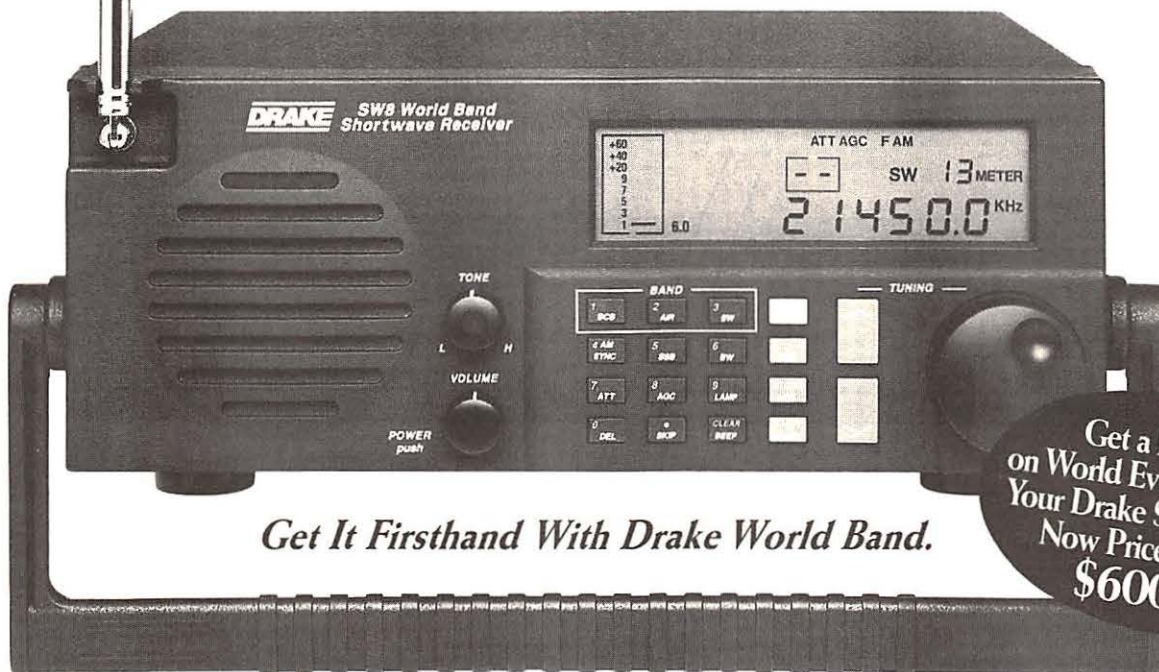 DRAKE
SW8 World Band
Shortwave Receiver
ATT AGC F AM
+60
+40
+20
9
7
5
3
1
6.0
-- SW 13 METER
21450.0 KHz
TONE
L H
VOLUME
POWER
push
BAND
1 BCB 2 AIR 3 SW
4 AM SYNC 5 SSB 6 BW
7 ATT 8 AGC 9 LAMP
0 DEL • SKIP CLEAR BEEP
TUNING
Get It Firsthand With Drake World Band.
Get a
on World
Your Drake
Now
$600